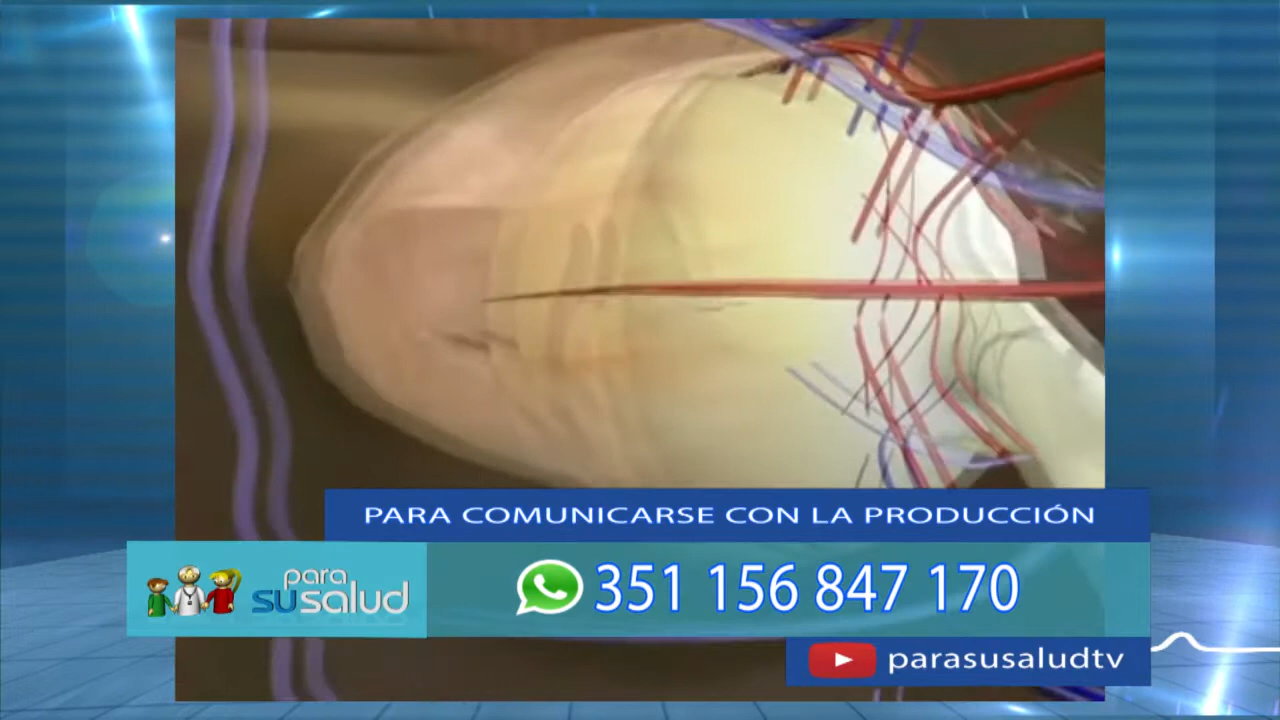 PARA COMUNICARSE CON LA PRODUCCIÓN
para
susalud
351 156 847 170
parasusaludtv